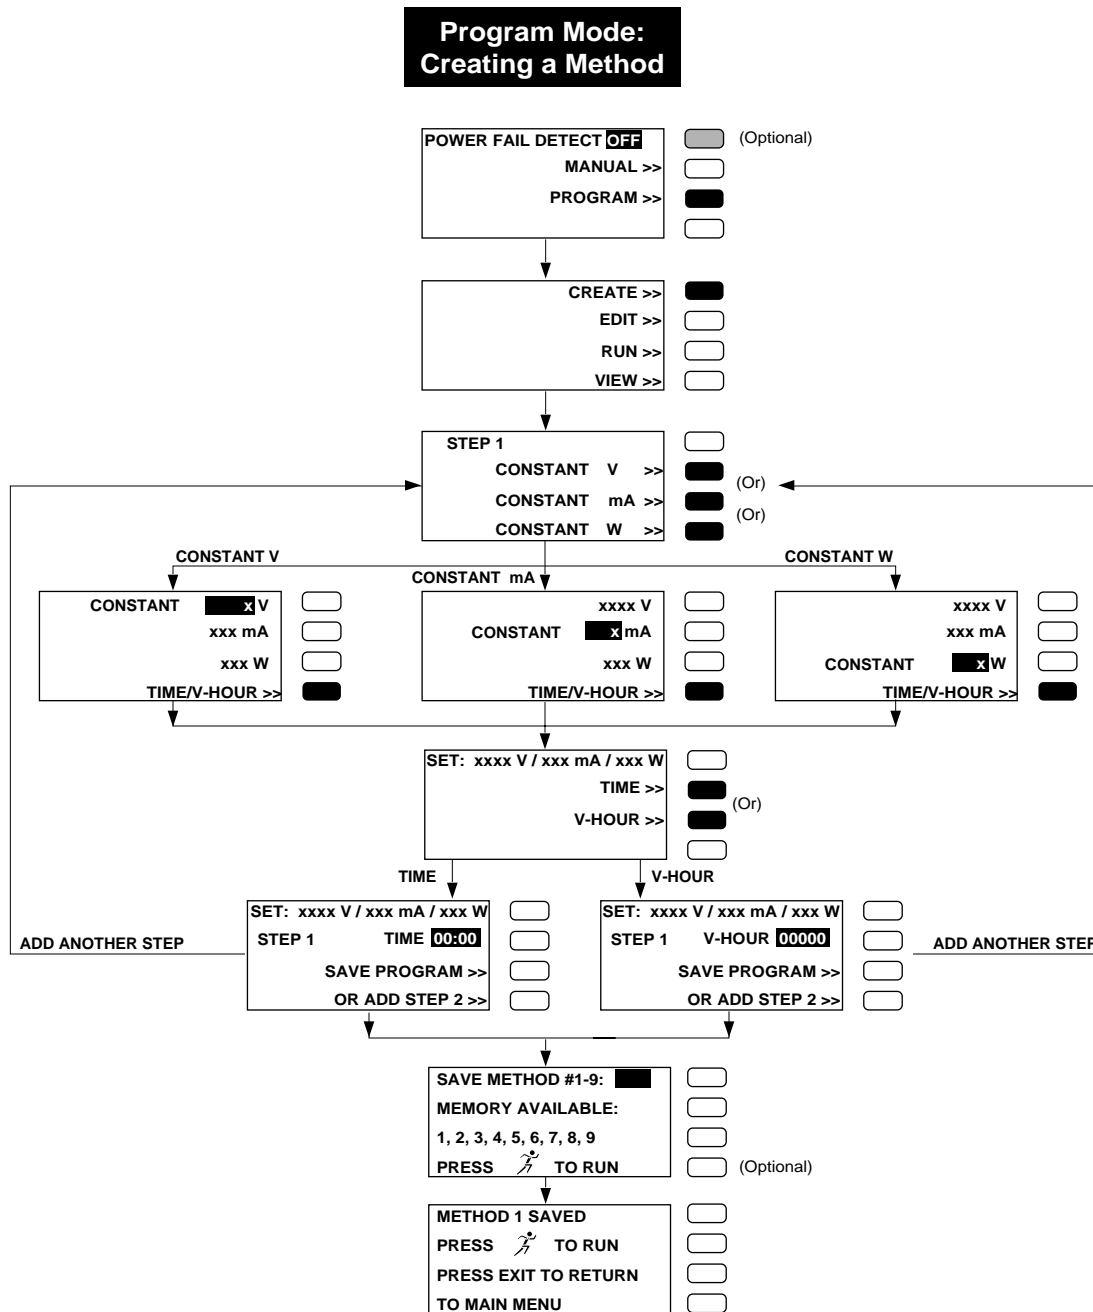 Program Mode:
Creating a Method
POWER FAIL DETECT OFF
(Optional)
MANUAL >>
PROGRAM >>
CREATE >>
EDIT >>
RUN >>
VIEW >>
STEP 1
CONSTANT V >>
(Or)
CONSTANT mA >>
(Or)
CONSTANT W >>
CONSTANT V
CONSTANT mA
CONSTANT W
CONSTANT x V
xxx mA
xxx W
TIME/V-HOUR >>
xxxx V
CONSTANT x mA
xxx W
TIME/V-HOUR >>
xxxx V
xxx mA
CONSTANT x W
TIME/V-HOUR >>
SET: xxxx V / xxx mA / xxx W
TIME >>
(Or)
V-HOUR >>
TIME
V-HOUR
SET: xxxx V / xxx mA / xxx W
STEP 1 TIME 00:00
SAVE PROGRAM >>
OR ADD STEP 2 >>
SET: xxxx V / xxx mA / xxx W
STEP 1 V-HOUR 00000
SAVE PROGRAM >>
OR ADD STEP 2 >>
ADD ANOTHER STEP
ADD ANOTHER STEP
SAVE METHOD #1-9:
MEMORY AVAILABLE:
1, 2, 3, 4, 5, 6, 7, 8, 9
PRESS TO RUN
(Optional)
METHOD 1 SAVED
PRESS TO RUN
PRESS EXIT TO RETURN
TO MAIN MENU